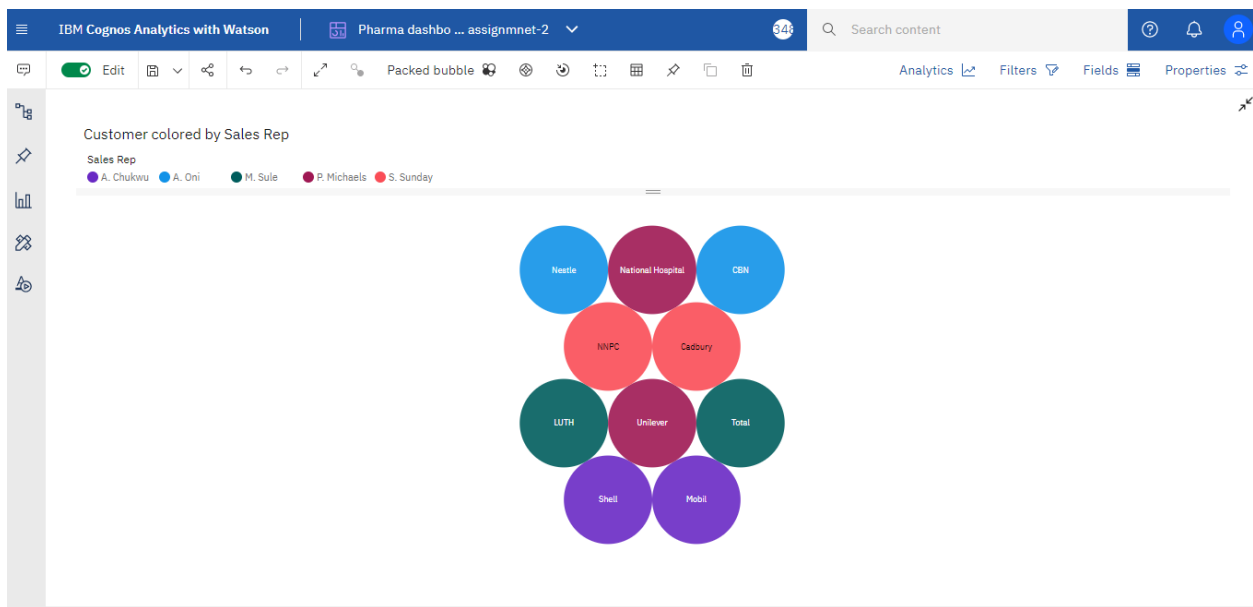 IBM Cognos Analytics with Watson
Pharma dashbo ... assignmnet-2
348
Search content
Edit
Packed bubble
Analytics
Filters
Fields
Properties
Customer colored by Sales Rep
Sales Rep
A. Chukwu A. Oni M. Sule P. Michaels S. Sunday
Nestle National Hospital CBN
NNPC Cadbury
LUTH Unilever Total
Shell Mobil